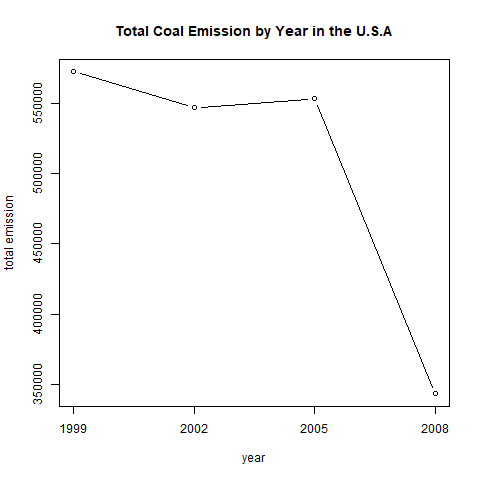 Total Coal Emission by Year in the U.S.A
total emission
550000
500000
450000
400000
350000
1999 2002 2005 2008
year